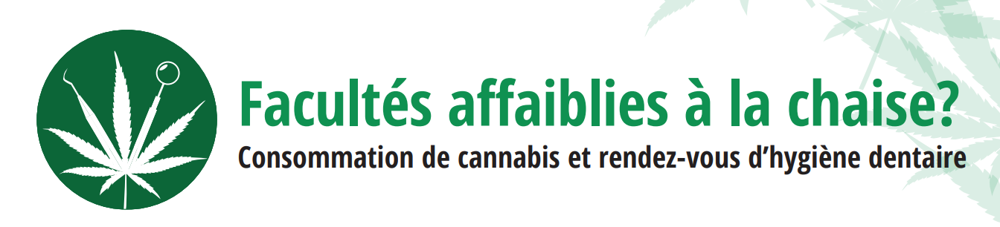 Facultés affaiblies à la chaise?
Consommation de cannabis et rendez-vous d’hygiène dentaire